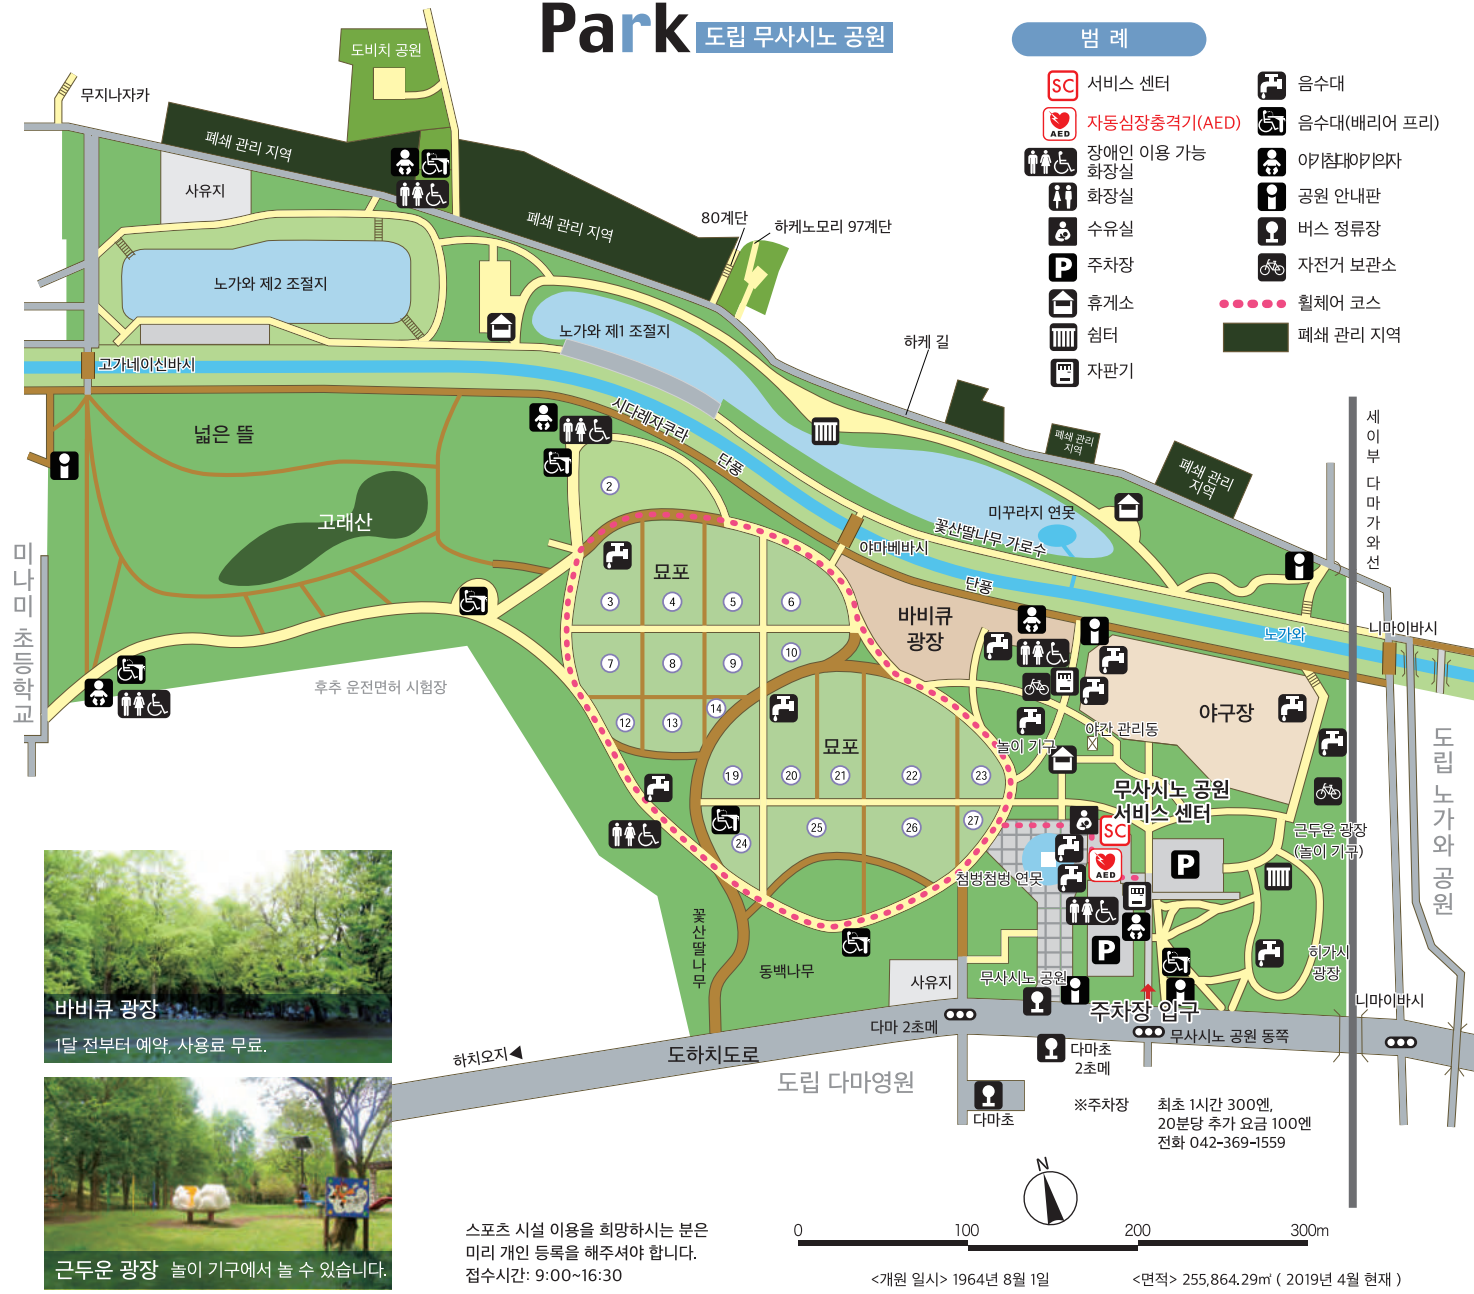 Park 도립 무사시노 공원
범 례
SC 서비스 센터
AED 자동심장충격기(AED)
장애인 이용 가능
화장실
화장실
수유실
P 주차장
휴게소
쉼터
자판기
음수대
음수대(배리어 프리)
아기침대아기의자
공원 안내판
버스 정류장
자전거 보관소
휠체어 코스
폐쇄 관리 지역
도비치 공원
무지나자카
폐쇄 관리 지역
사유지
폐쇄 관리 지역
80계단
하케노모리 97계단
노가와 제2 조절지
노가와 제1 조절지
하케 길
고가네이신바시
시다레자쿠라
단풍
넓은 뜰
고래산
폐쇄 관리
지역
폐쇄 관리
지역
세이부 다마가와선
미꾸라지 연못
꽃산딸나무 가로수
야마베바시
단풍
노가와
니마이바시
미나미 초등학교
후추 운전면허 시험장
묘포
바비큐
광장
2
3
4
5
6
7
8
9
10
12
13
14
묘포
19
20
21
22
23
24
25
26
27
야구장
야간 관리동
놀이 기구
무사시노 공원
서비스 센터
SC
AED
P
근두운 광장
(놀이 기구)
도립 노가와 공원
첨벙첨벙 연못
P
꽃산딸나무
동백나무
사유지
무사시노 공원
히가시
광장
주차장 입구
니마이바시
다마 2초메
무사시노 공원 동쪽
하치오지◀
도하치도로
도립 다마영원
다마초
2초메
다마초
※주차장 최초 1시간 300엔,
20분당 추가 요금 100엔
전화 042-369-1559
바비큐 광장
1달 전부터 예약, 사용료 무료.
근두운 광장 놀이 기구에서 놀 수 있습니다.
스포츠 시설 이용을 희망하시는 분은
미리 개인 등록을 해주셔야 합니다.
접수시간: 9:00~16:30
N
0 100 200 300m
<개원 일시> 1964년 8월 1일
<면적> 255,864.29㎡ ( 2019년 4월 현재 )